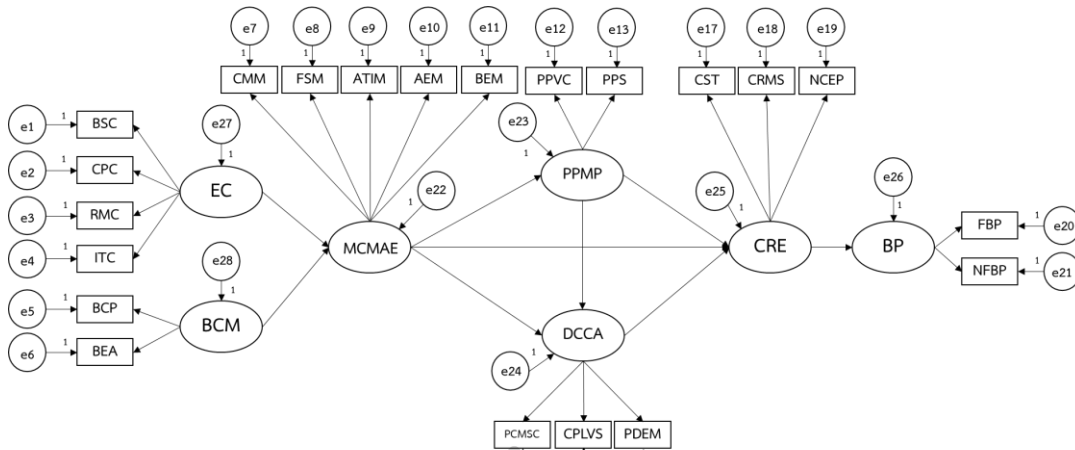 e7 e8 e9 e10 e11 e12 e13 e17 e18 e19
1 1 1 1 1 1 1 1 1 1
CMM FSM ATIM AEM BEM PPVC PPS CST CRMS NCEP
e1 1 BSC
e27 1
e23 1
e2 1 CPC
EC
PPMP
e22 1
e25 1
e26 1
e3 1 RMC
e4 1 ITC
MCMAE
CRE
BP
FBP 1 e20
NFBP 1 e21
e28 1
e5 1 BCP
BCM
DCCA
e6 1 BEA
e24 1
PCMSC CPLVS PDEM